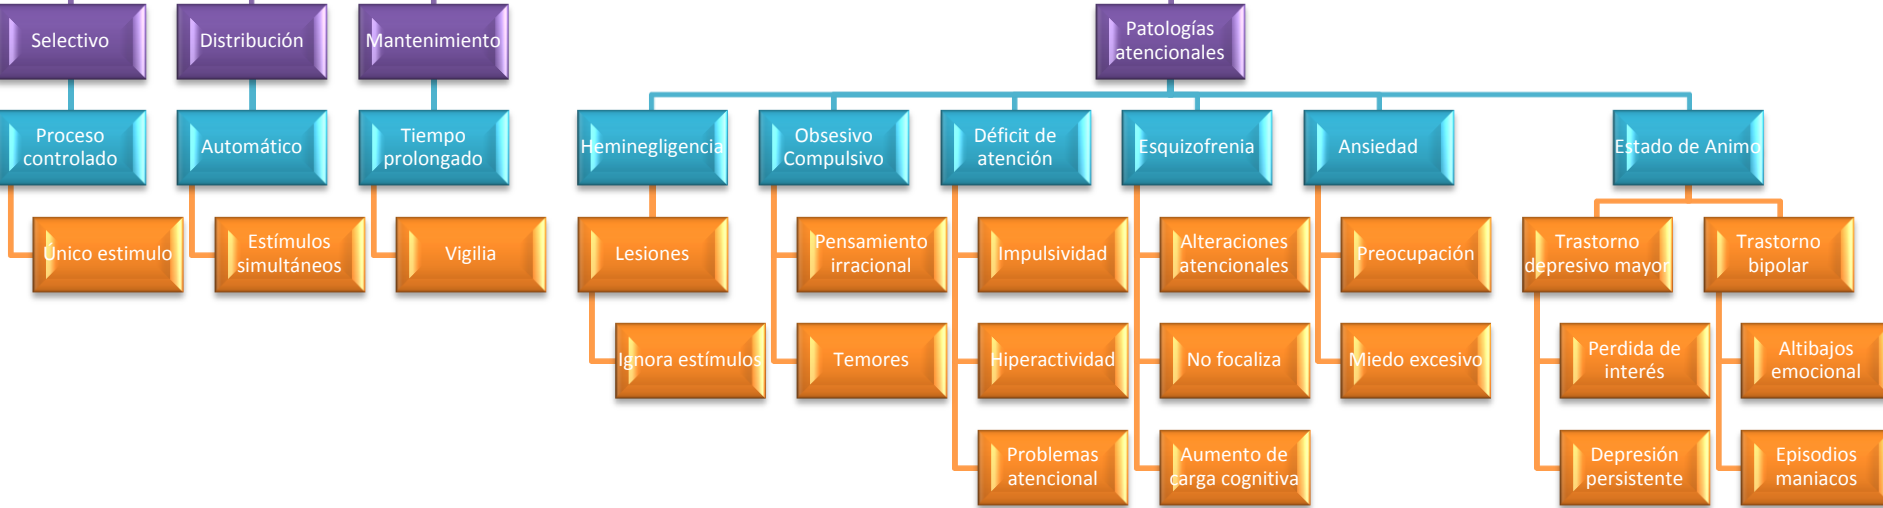 Selectivo
Distribución
Mantenimiento
Patologías
atencionales
Proceso
controlado
Automático
Tiempo
prolongado
Heminegligencia
Obsesivo
Compulsivo
Déficit de
atención
Esquizofrenia
Ansiedad
Estado de Animo
Único estimulo
Estímulos
simultáneos
Vigilia
Lesiones
Pensamiento
irracional
Impulsividad
Alteraciones
atencionales
Preocupación
Trastorno
depresivo mayor
Trastorno
bipolar
Ignora estímulos
Temores
Hiperactividad
No focaliza
Miedo excesivo
Perdida de
interés
Altibajos
emocional
Problemas
atencional
Aumento de
carga cognitiva
Depresión
persistente
Episodios
maniacos